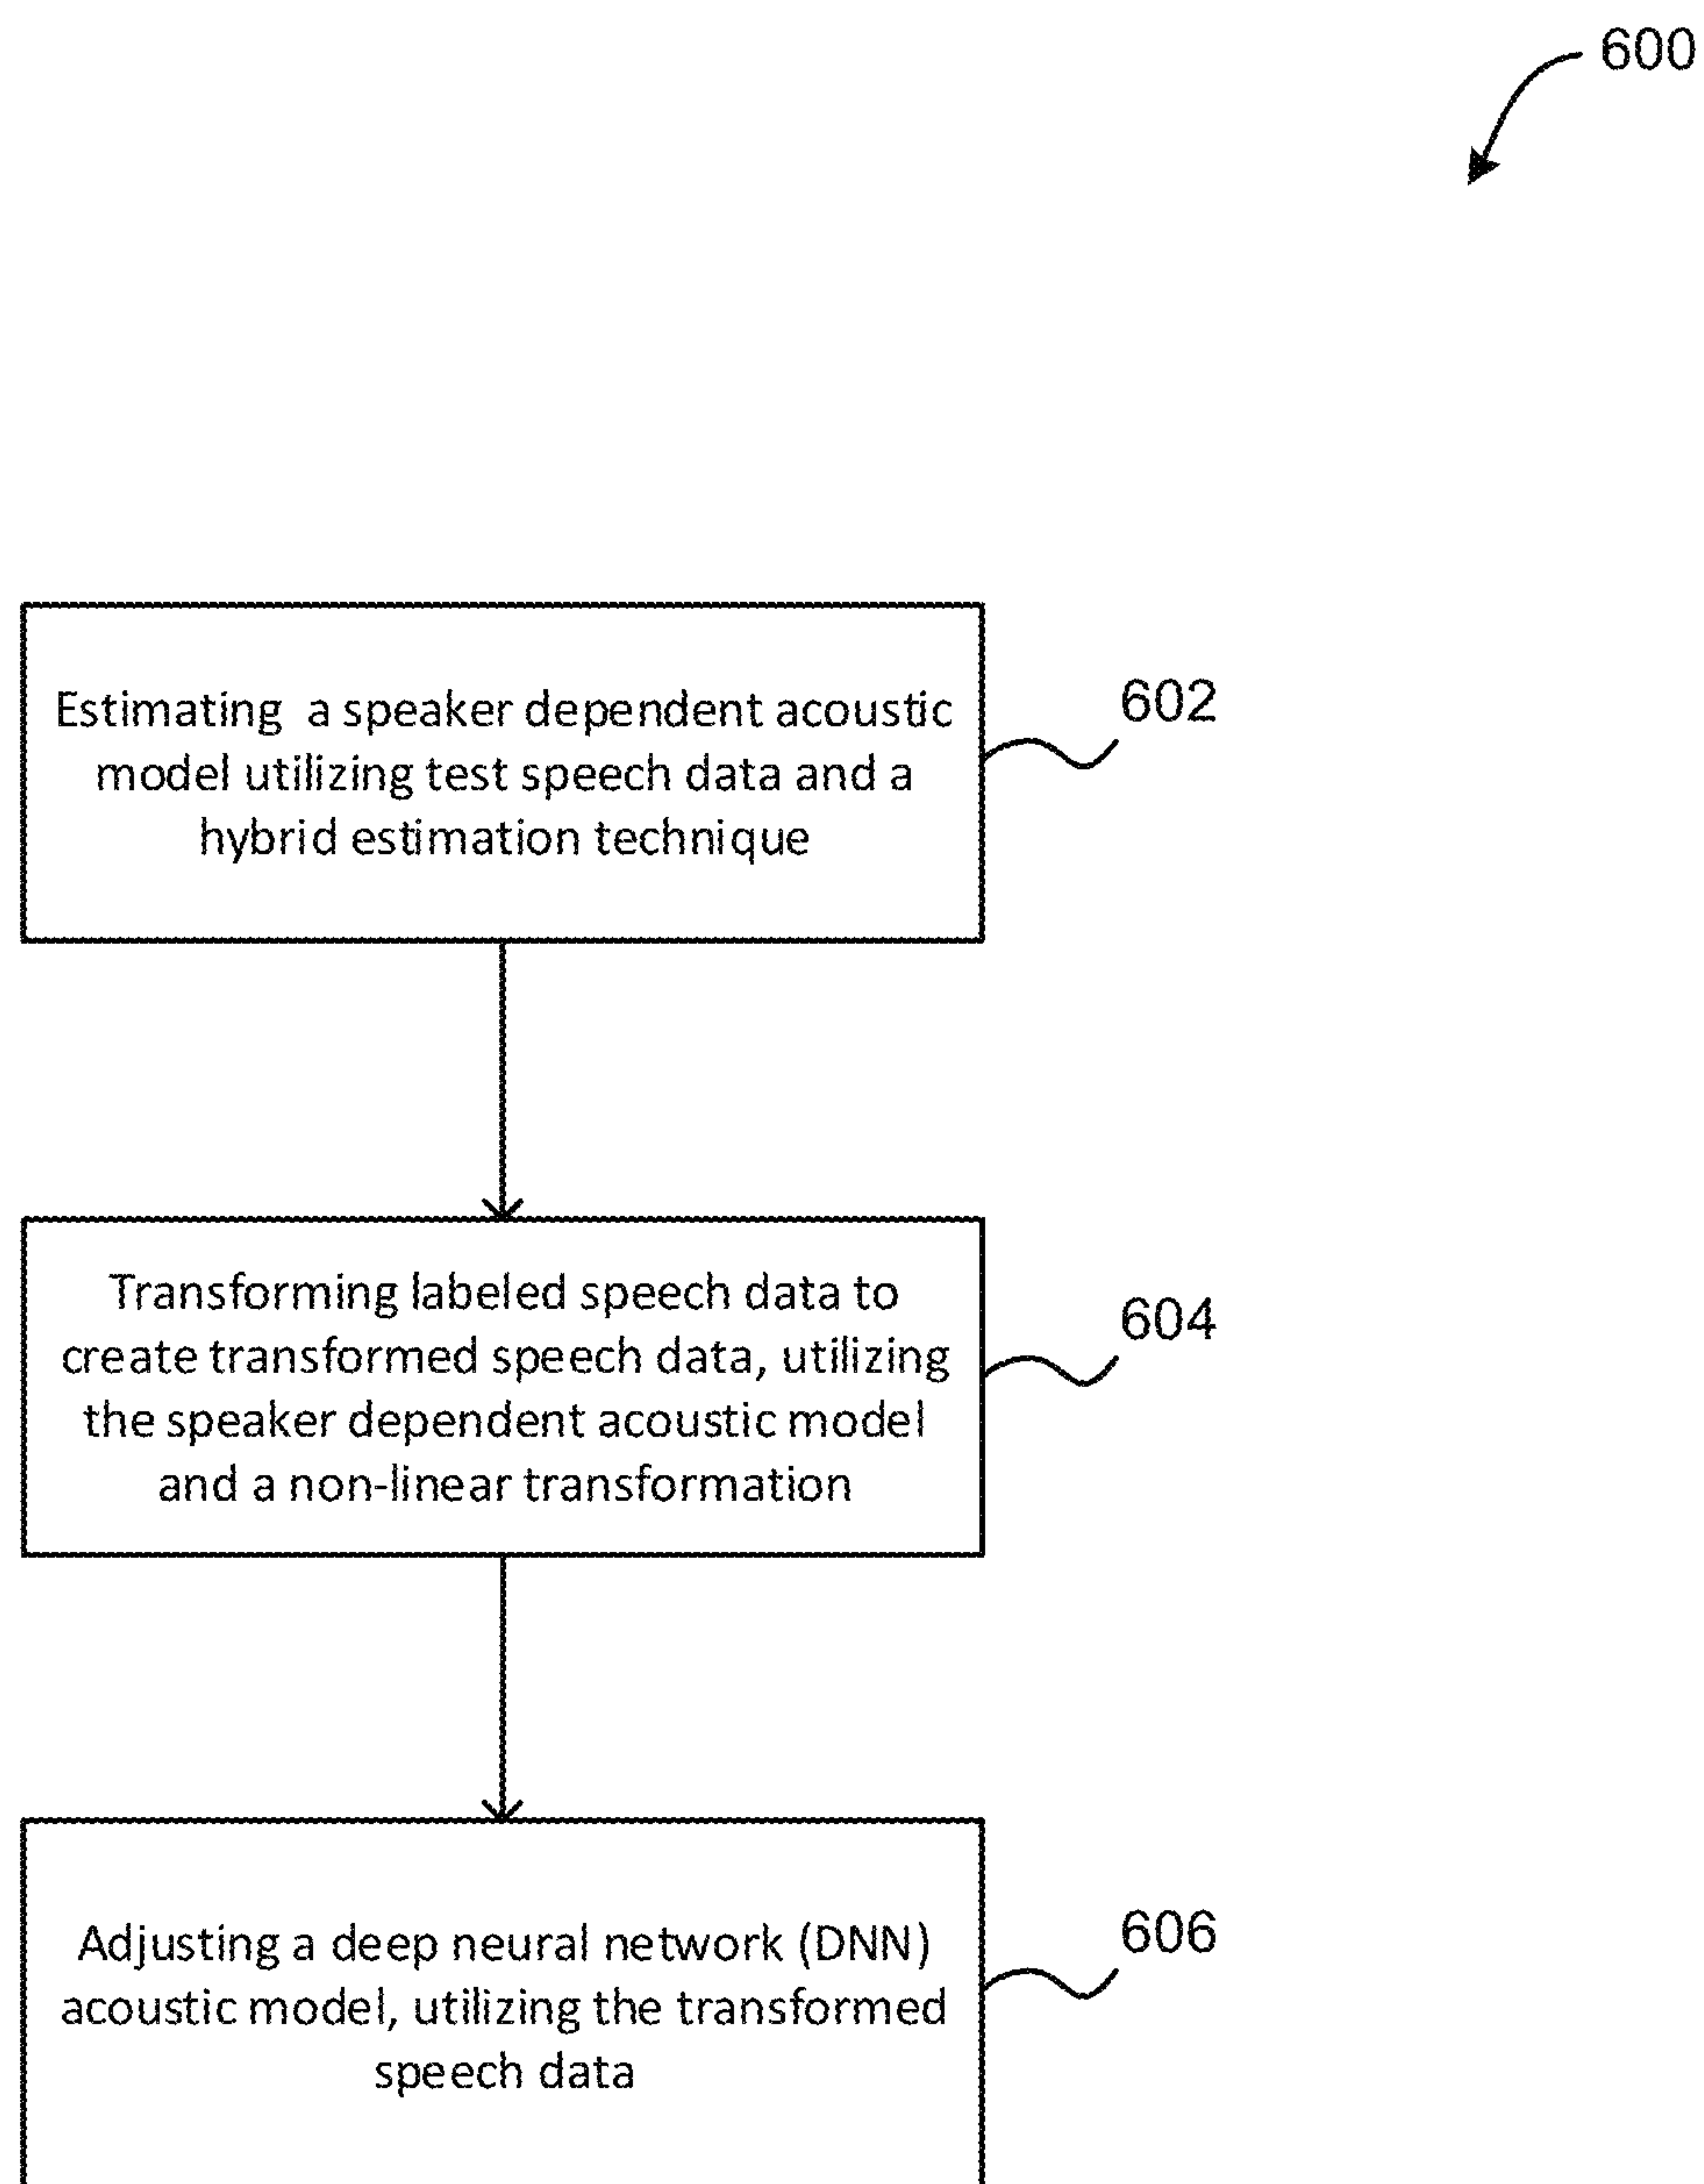 600
Estimating a speaker dependent acoustic
model utilizing test speech data and a
hybrid estimation technique
602
Transforming labeled speech data to
create transformed speech data, utilizing
the speaker dependent acoustic model
and a non-linear transformation
604
Adjusting a deep neural network (DNN)
acoustic model, utilizing the transformed
speech data
606